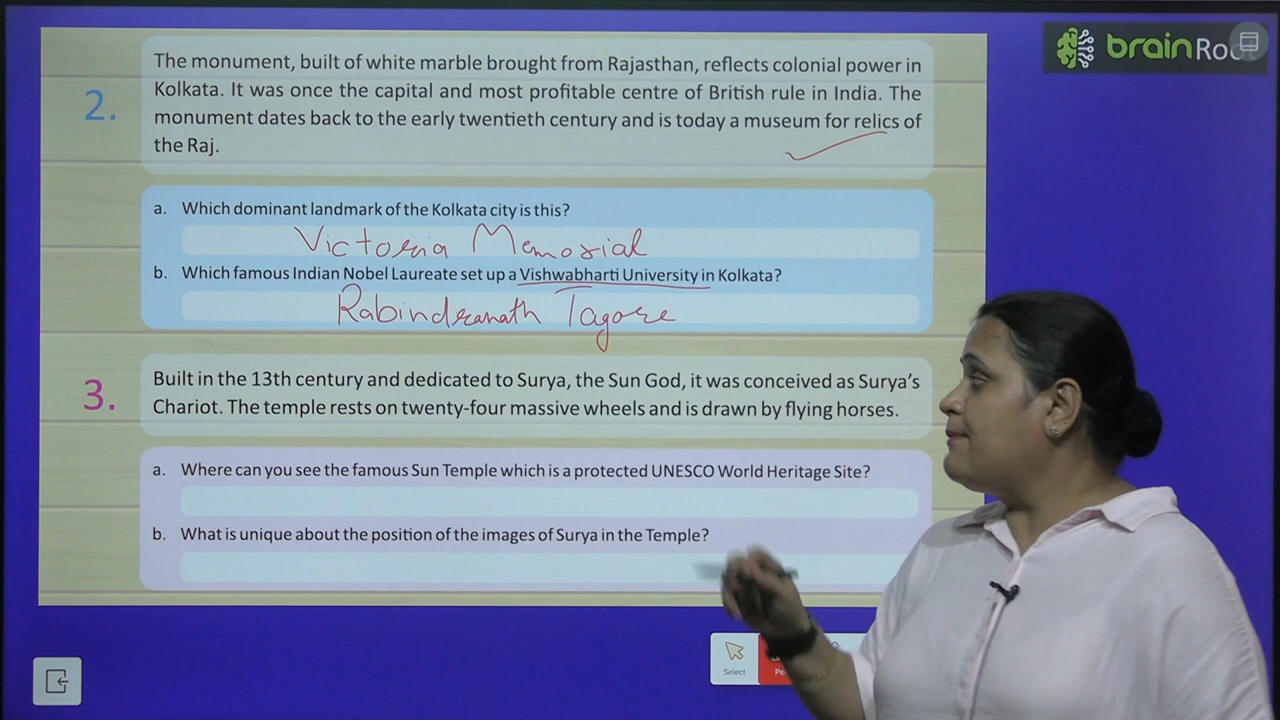 brain Ro
2.
The monument, built of white marble brought from Rajasthan, reflects colonial power in
Kolkata. It was once the capital and most profitable centre of British rule in India. The
monument dates back to the early twentieth century and is today a museum for relics of
the Raj.
a. Which dominant landmark of the Kolkata city is this?
Victoria Memorial
b. Which famous Indian Nobel Laureate set up a Vishwabharti University in Kolkata?
Rabindranath Tagore
3.
Built in the 13th century and dedicated to Surya, the Sun God, it was conceived as Surya's
Chariot. The temple rests on twenty-four massive wheels and is drawn by flying horses.
a. Where can you see the famous Sun Temple which is a protected UNESCO World Heritage Site?
b. What is unique about the position of the images of Surya in the Temple?
Select